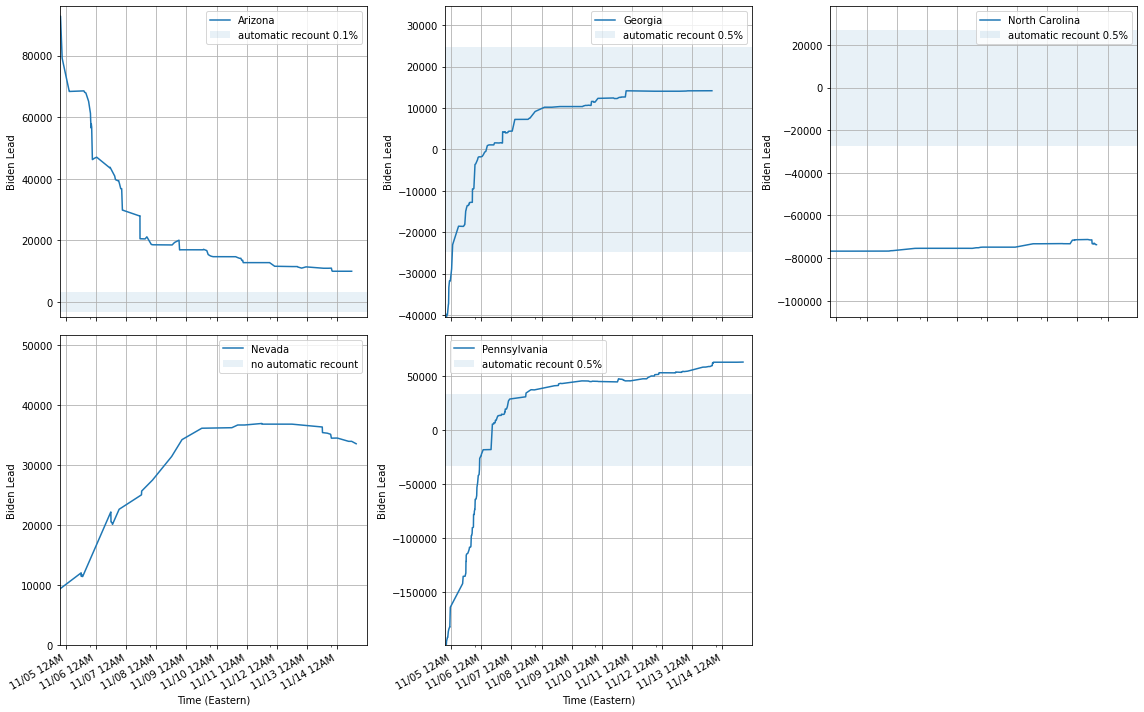 Arizona
automatic recount 0.1%
80000
60000
40000
20000
0
Biden Lead
Georgia
automatic recount 0.5%
30000
20000
10000
0
−10000
−20000
−30000
−40000
Biden Lead
North Carolina
automatic recount 0.5%
20000
0
−20000
−40000
−60000
−80000
−100000
Biden Lead
Nevada
no automatic recount
50000
40000
30000
20000
10000
0
Biden Lead
11/05 12AM
11/06 12AM
11/07 12AM
11/08 12AM
11/09 12AM
11/10 12AM
11/11 12AM
11/12 12AM
11/13 12AM
11/14 12AM
Time (Eastern)
Pennsylvania
automatic recount 0.5%
50000
0
−50000
−100000
−150000
Biden Lead
11/05 12AM
11/06 12AM
11/07 12AM
11/08 12AM
11/09 12AM
11/10 12AM
11/11 12AM
11/12 12AM
11/13 12AM
11/14 12AM
Time (Eastern)